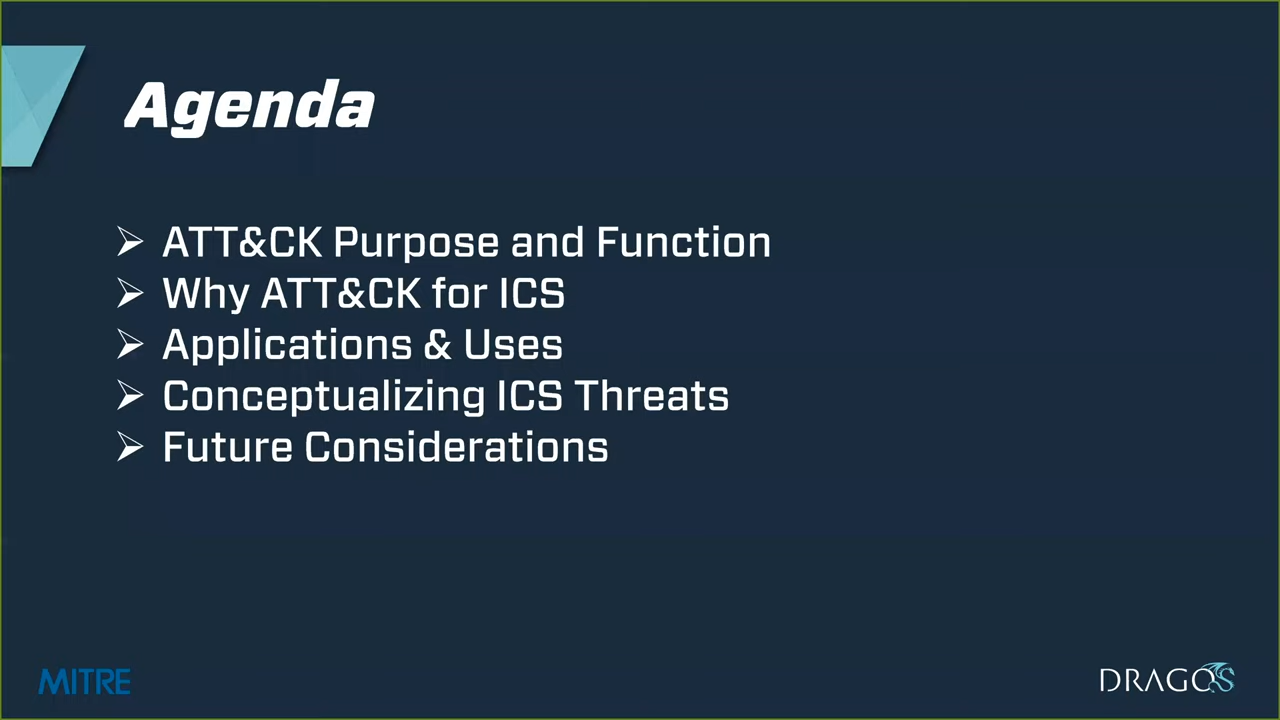 Agenda
ATT&CK Purpose and Function
Why ATT&CK for ICS
Applications & Uses
Conceptualizing ICS Threats
Future Considerations
MITRE
DRAGOS